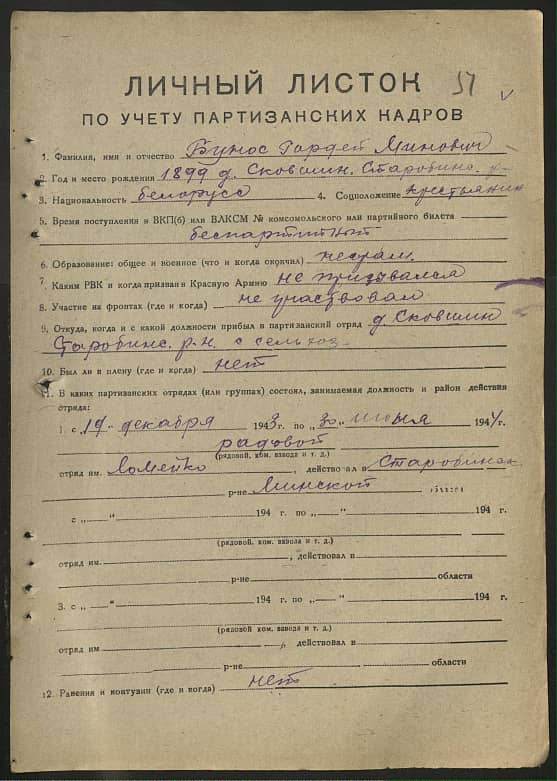 ЛИЧНЫЙ ЛИСТОК 57
ПО УЧЕТУ ПАРТИЗАНСКИХ КАДРОВ
1. Фамилия, имя и отчество Бунос Гордей Минович
2. Год и место рождения 1899 д. Сковшин. Старобинс. р-
3. Национальность белорусс 4. Соцположение крестьянин
5. Время поступления в ВКП(б) или ВЛКСМ № комсомольского или партийного билета
беспартийный
6. Образование: общее и военное (что и когда окончил) неграм.
7. Каким РВК и когда призван в Красную Армию не призывался
8. Участие на фронтах (где и когда) не участвовал
9. Откуда, когда и с какой должности прибыл в партизанский отряд д. Сковшин
Старобинс. р.н. с сельхоз.
10. Был ли в плену (где и когда) нет
11. В каких партизанских отрядах (или группах) состоял, занимаемая должность и район действия
отряда:
1. с „19“ декабря 1943 г. по „30“ июня 1944 г.
радовой
(рядовой, ком. взвода и т. д.)
отряд им. Ломейко, действовал в Старобинск
р-не Минской области
с „ “ 194 г. по „ “ 194 г.
(рядовой, ком. взвода и т. д.)
отряд им. , действовал в
р-не области
3. с „ “ 194 г. по „ “ 194 г.
(рядовой, ком. взвода и т. д.)
отряд им , действовал в
р-не области
12. Ранения и контузии (где и когда) нет